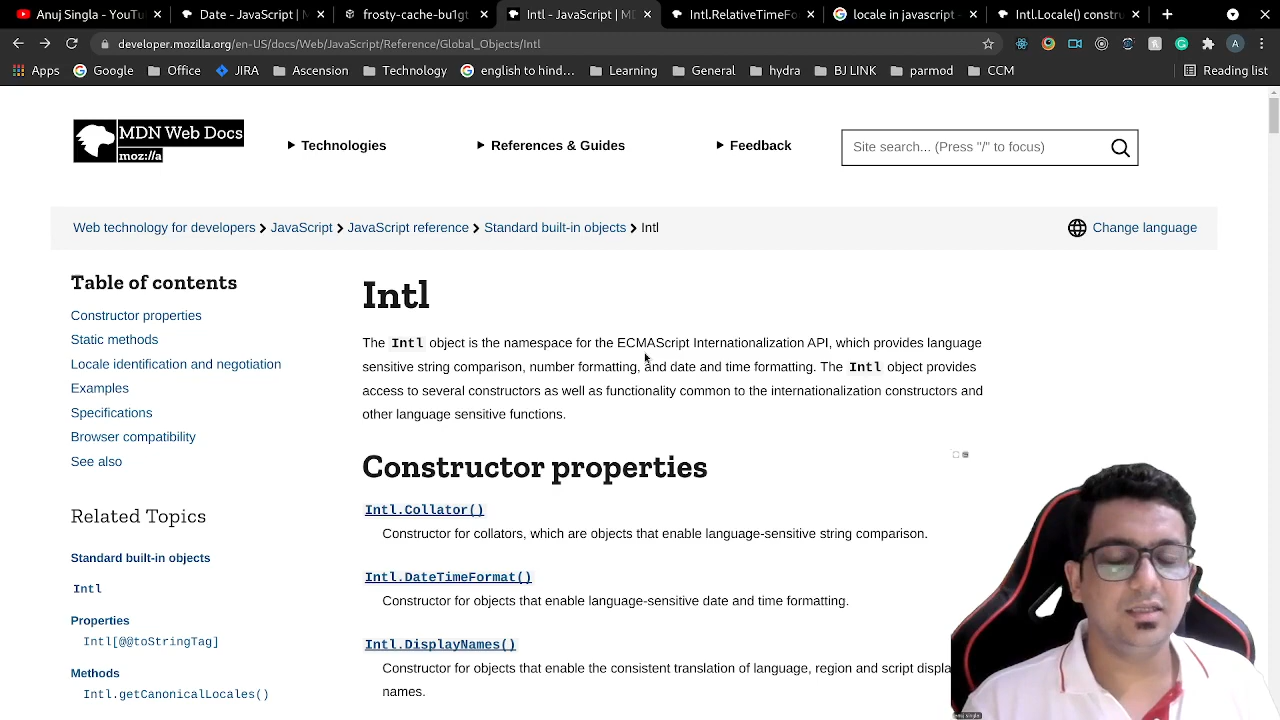 Anuj Singla - YouTu
Date - JavaScript | M
frosty-cache-bu1gt
Intl - JavaScript | MD
Intl.RelativeTimeFo
locale in javascript -
Intl.Locale() constru
developer.mozilla.org/en-US/docs/Web/JavaScript/Reference/Global_Objects/Intl
A
Apps
Google
Office
JIRA
Ascension
Technology
english to hind...
Learning
General
hydra
BJ LINK
parmod
CCM
Reading list
MDN Web Docs
moz://a
Technologies
References & Guides
Feedback
Site search... (Press "/" to focus)
Web technology for developers
JavaScript
JavaScript reference
Standard built-in objects
Intl
Change language
Table of contents
Constructor properties
Static methods
Locale identification and negotiation
Examples
Specifications
Browser compatibility
See also
Related Topics
Standard built-in objects
Intl
Properties
Intl[@@toStringTag]
Methods
Intl.getCanonicalLocales()
Intl
The Intl object is the namespace for the ECMAScript Internationalization API, which provides language
sensitive string comparison, number formatting, and date and time formatting. The Intl object provides
access to several constructors as well as functionality common to the internationalization constructors and
other language sensitive functions.
Constructor properties
Intl.Collator()
Constructor for collators, which are objects that enable language-sensitive string comparison.
Intl.DateTimeFormat()
Constructor for objects that enable language-sensitive date and time formatting.
Intl.DisplayNames()
Constructor for objects that enable the consistent translation of language, region and script displa
names.